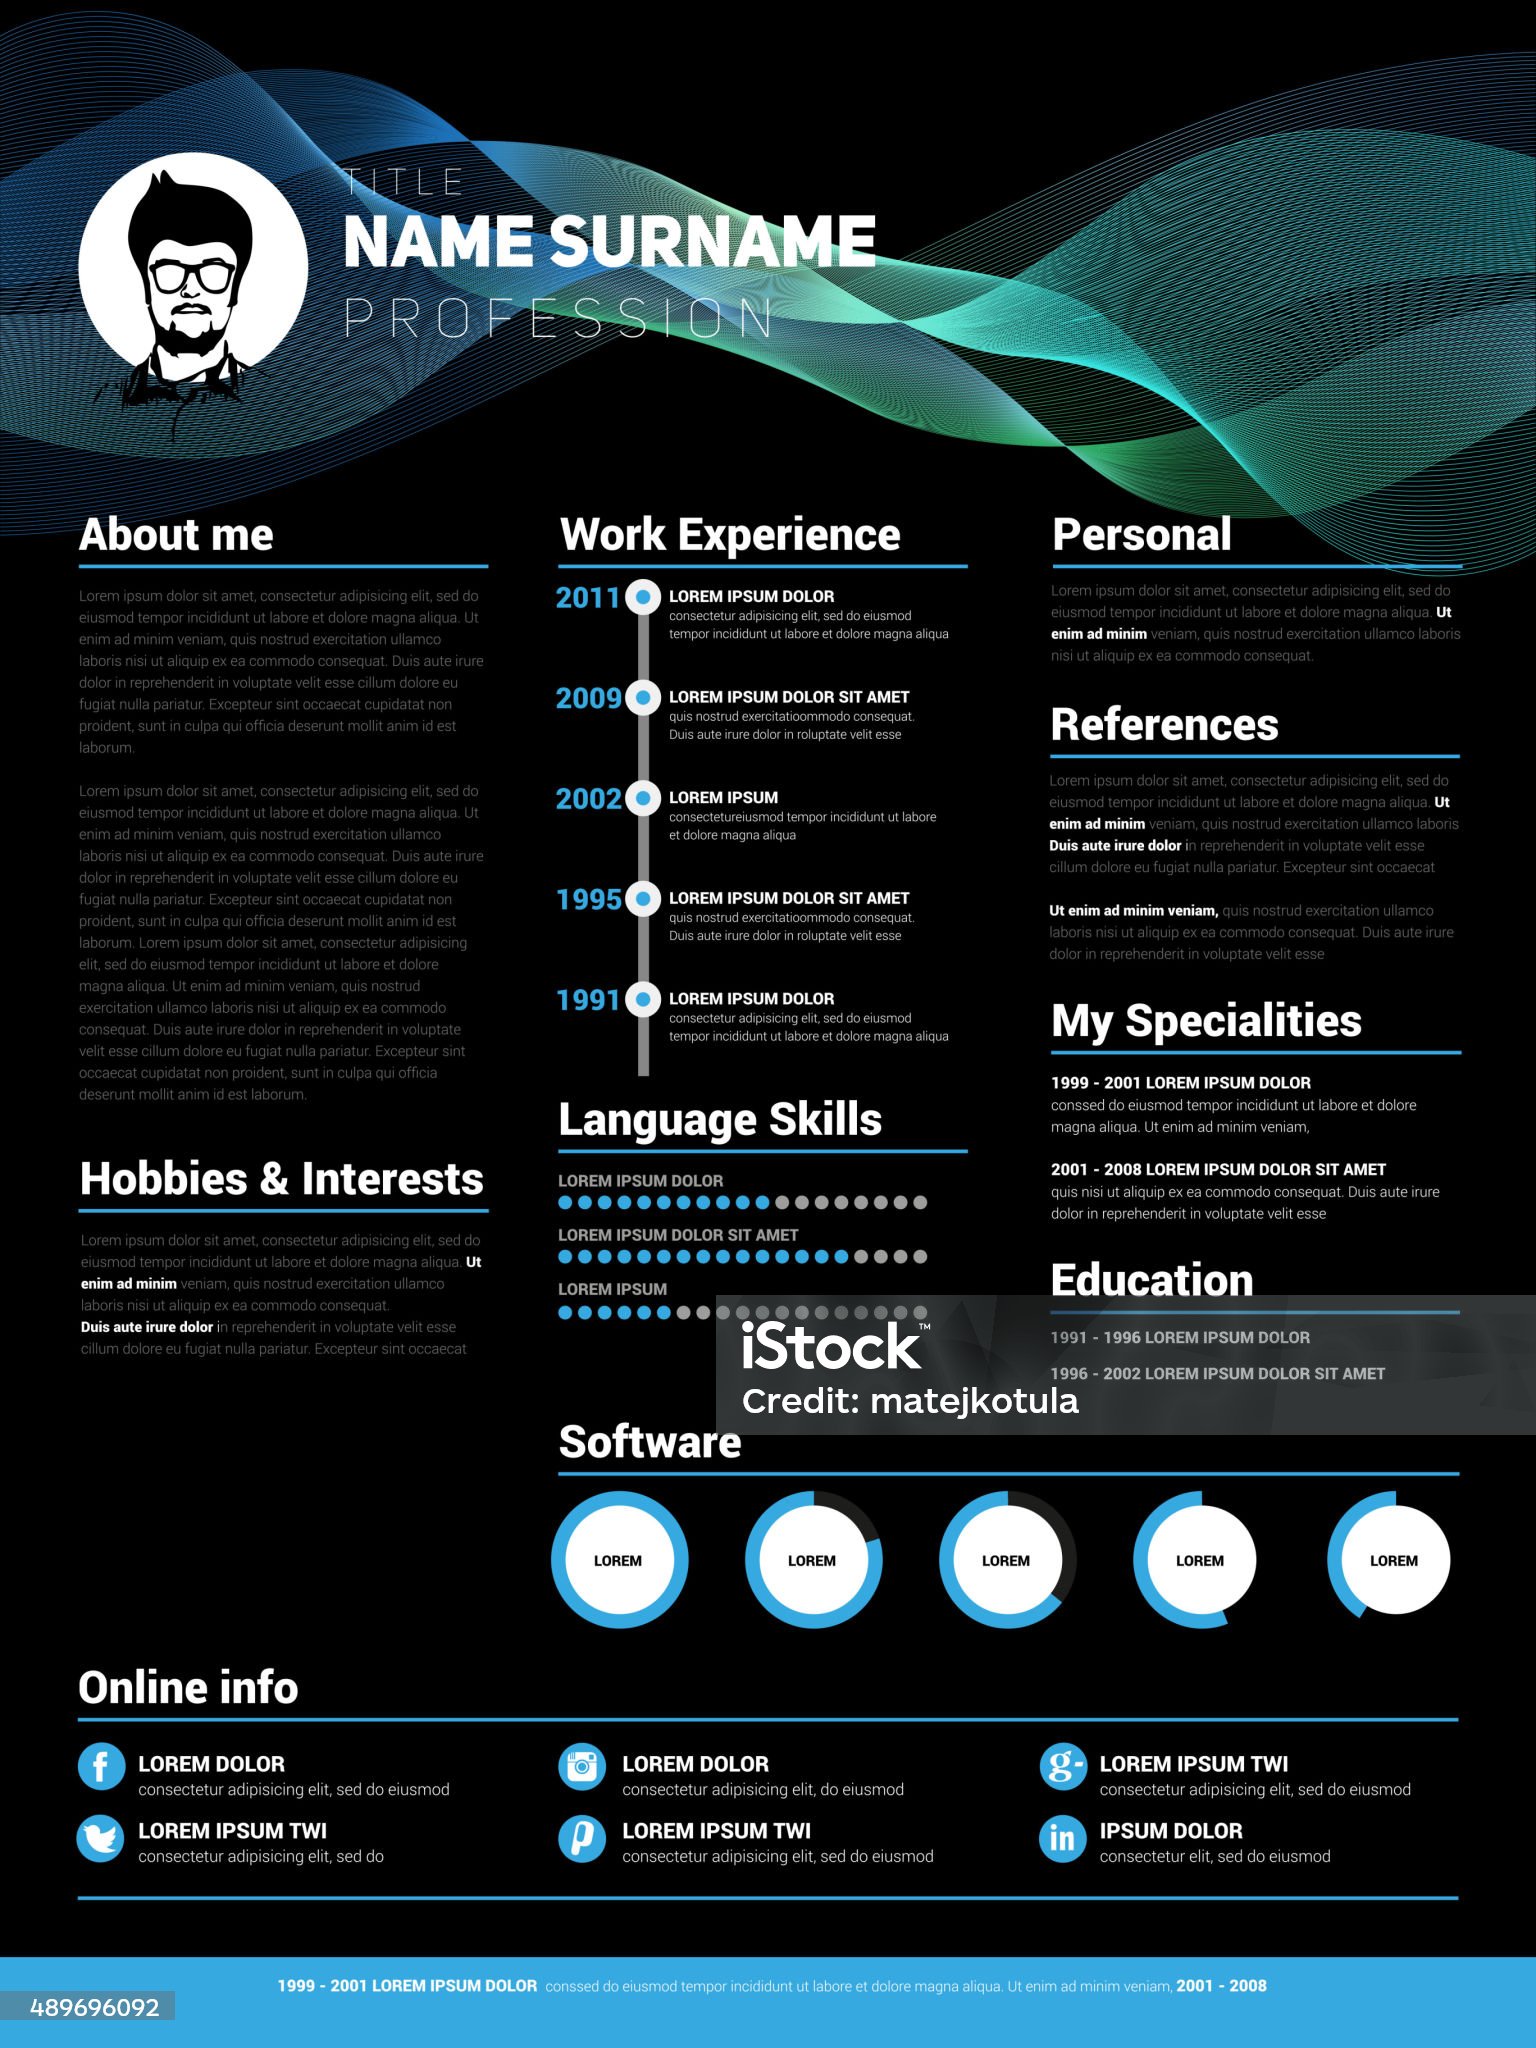 TITLE
NAME SURNAME
PROFESSION
About me
Lorem ipsum dolor sit amet, consectetur adipisicing elit, sed do
eiusmod tempor incididunt ut labore et dolore magna aliqua. Ut
enim ad minim veniam, quis nostrud exercitation ullamco
laboris nisi ut aliquip ex ea commodo consequat. Duis aute irure
dolor in reprehenderit in voluptate velit esse cillum dolore eu
fugiat nulla pariatur. Excepteur sint occaecat cupidatat non
proident, sunt in culpa qui officia deserunt mollit anim id est
laborum.
Lorem ipsum dolor sit amet, consectetur adipisicing elit, sed do
eiusmod tempor incididunt ut labore et dolore magna aliqua. Ut
enim ad minim veniam, quis nostrud exercitation ullamco
laboris nisi ut aliquip ex ea commodo consequat. Duis aute irure
dolor in reprehenderit in voluptate velit esse cillum dolore eu
fugiat nulla pariatur. Excepteur sint occaecat cupidatat non
proident, sunt in culpa qui officia deserunt mollit anim id est
laborum. Lorem ipsum dolor sit amet, consectetur adipisicing
elit, sed do eiusmod tempor incididunt ut labore et dolore
magna aliqua. Ut enim ad minim veniam, quis nostrud
exercitation ullamco laboris nisi ut aliquip ex ea commodo
consequat. Duis aute irure dolor in reprehenderit in voluptate
velit esse cillum dolore eu fugiat nulla pariatur. Excepteur sint
occaecat cupidatat non proident, sunt in culpa qui officia
deserunt mollit anim id est laborum.
Hobbies & Interests
Lorem ipsum dolor sit amet, consectetur adipisicing elit, sed do
eiusmod tempor incididunt ut labore et dolore magna aliqua. Ut
enim ad minim veniam, quis nostrud exercitation ullamco
laboris nisi ut aliquip ex ea commodo consequat.
Duis aute irure dolor in reprehenderit in voluptate velit esse
cillum dolore eu fugiat nulla pariatur. Excepteur sint occaecat
Work Experience
2011 LOREM IPSUM DOLOR
consectetur adipisicing elit, sed do eiusmod
tempor incididunt ut labore et dolore magna aliqua
2009 LOREM IPSUM DOLOR SIT AMET
quis nostrud exercitatioommodo consequat.
Duis aute irure dolor in roluptate velit esse
2002 LOREM IPSUM
consectetureiusmod tempor incididunt ut labore
et dolore magna aliqua
1995 LOREM IPSUM DOLOR SIT AMET
quis nostrud exercitatioommodo consequat.
Duis aute irure dolor in roluptate velit esse
1991 LOREM IPSUM DOLOR
consectetur adipisicing elit, sed do eiusmod
tempor incididunt ut labore et dolore magna aliqua
Language Skills
LOREM IPSUM DOLOR
LOREM IPSUM DOLOR SIT AMET
LOREM IPSUM
Personal
Lorem ipsum dolor sit amet, consectetur adipisicing elit, sed do
eiusmod tempor incididunt ut labore et dolore magna aliqua. Ut
enim ad minim veniam, quis nostrud exercitation ullamco laboris
nisi ut aliquip ex ea commodo consequat.
References
Lorem ipsum dolor sit amet, consectetur adipisicing elit, sed do
eiusmod tempor incididunt ut labore et dolore magna aliqua. Ut
enim ad minim veniam, quis nostrud exercitation ullamco laboris
Duis aute irure dolor in reprehenderit in voluptate velit esse
cillum dolore eu fugiat nulla pariatur. Excepteur sint occaecat
Ut enim ad minim veniam, quis nostrud exercitation ullamco
laboris nisi ut aliquip ex ea commodo consequat. Duis aute irure
dolor in reprehenderit in voluptate velit esse
My Specialities
1999 - 2001 LOREM IPSUM DOLOR
conssed do eiusmod tempor incididunt ut labore et dolore
magna aliqua. Ut enim ad minim veniam,
2001 - 2008 LOREM IPSUM DOLOR SIT AMET
quis nisi ut aliquip ex ea commodo consequat. Duis aute irure
dolor in reprehenderit in voluptate velit esse
Education
1991 - 1996 LOREM IPSUM DOLOR
1996 - 2002 LOREM IPSUM DOLOR SIT AMET
iStock™
Credit: matejkotula
Software
LOREM LOREM LOREM LOREM LOREM
Online info
f LOREM DOLOR
consectetur adipisicing elit, sed do eiusmod
LOREM DOLOR
consectetur adipisicing elit, do eiusmod
g- LOREM IPSUM TWI
consectetur adipisicing elit, sed do eiusmod
LOREM IPSUM TWI
consectetur adipisicing elit, sed do
p LOREM IPSUM TWI
consectetur adipisicing elit, sed do eiusmod
in IPSUM DOLOR
consectetur elit, sed do eiusmod
1999 - 2001 LOREM IPSUM DOLOR conssed do eiusmod tempor incididunt ut labore et dolore magna aliqua. Ut enim ad minim veniam, 2001 - 2008
489696092